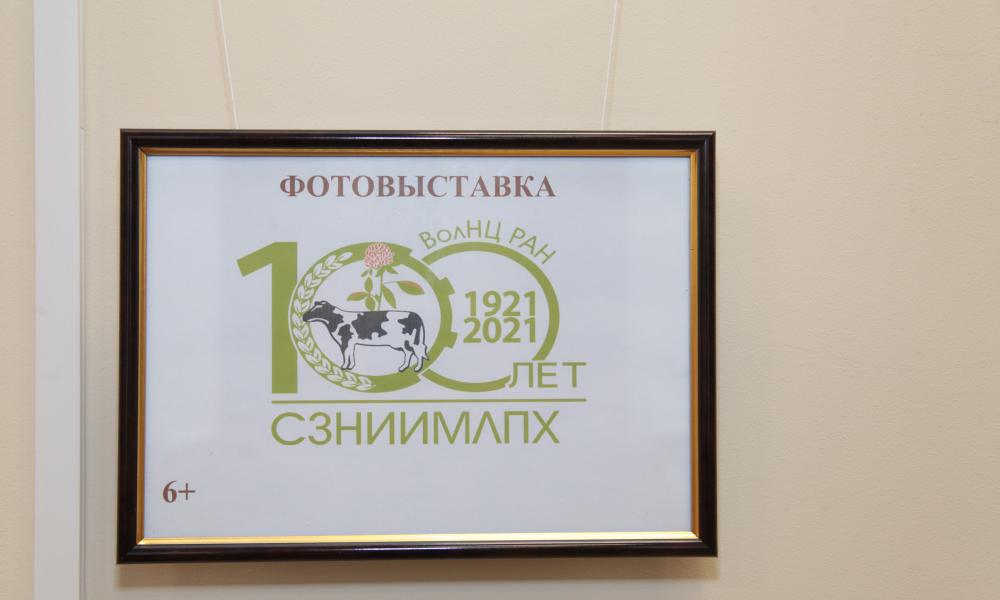 ФОТОВЫСТАВКА
100
ВолНЦ РАН
1921
2021
ЛЕТ
СЗНИИМЛПХ
6+